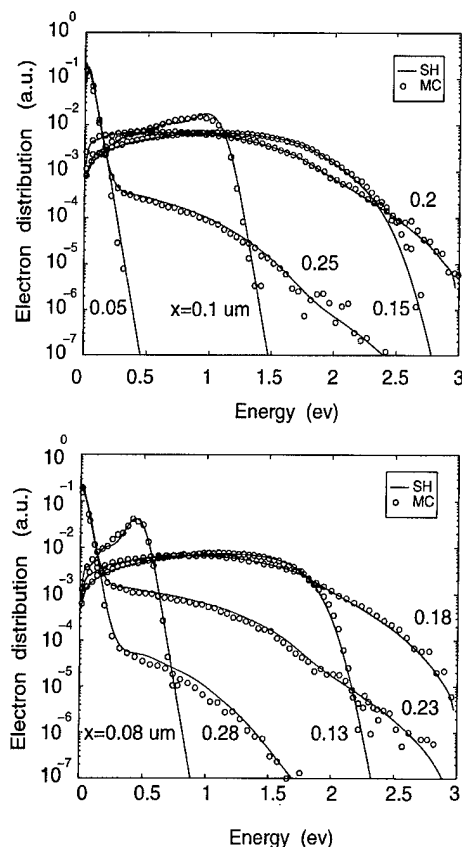 10^0
10^-1
10^-2
10^-3
10^-4
10^-5
10^-6
10^-7
Electron distribution (a.u.)
SH
MC
0.2
0.25
0.05
x=0.1 um
0.15
0 0.5 1 1.5 2 2.5 3
Energy (ev)
10^0
10^-1
10^-2
10^-3
10^-4
10^-5
10^-6
10^-7
Electron distribution (a.u.)
SH
MC
0.18
0.23
x=0.08 um
0.28
0.13
0 0.5 1 1.5 2 2.5 3
Energy (ev)